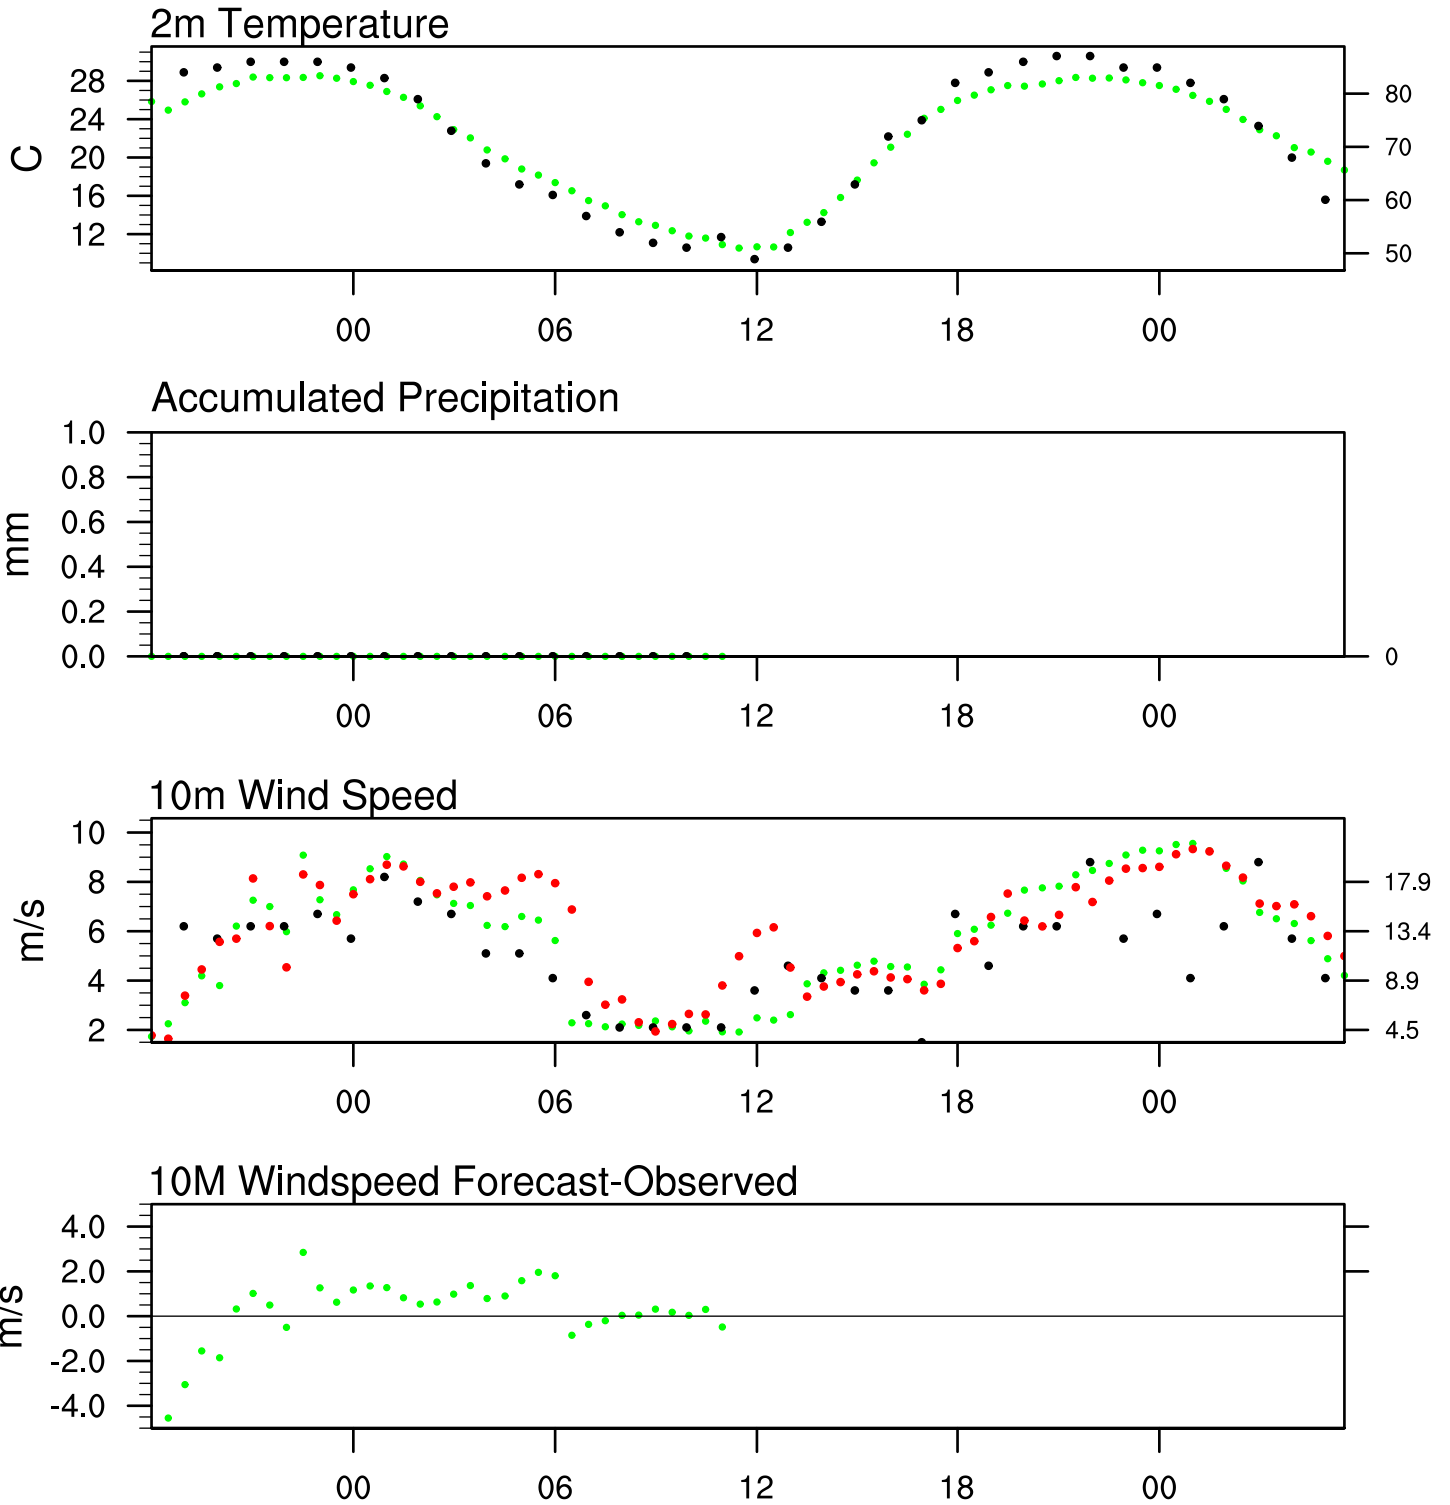 2m Temperature
C
28
24
20
16
12
80
70
60
50
00 06 12 18 00
Accumulated Precipitation
mm
1.0
0.8
0.6
0.4
0.2
0.0
0
00 06 12 18 00
10m Wind Speed
m/s
10
8
6
4
2
17.9
13.4
8.9
4.5
00 06 12 18 00
10M Windspeed Forecast-Observed
m/s
4.0
2.0
0.0
-2.0
-4.0
00 06 12 18 00